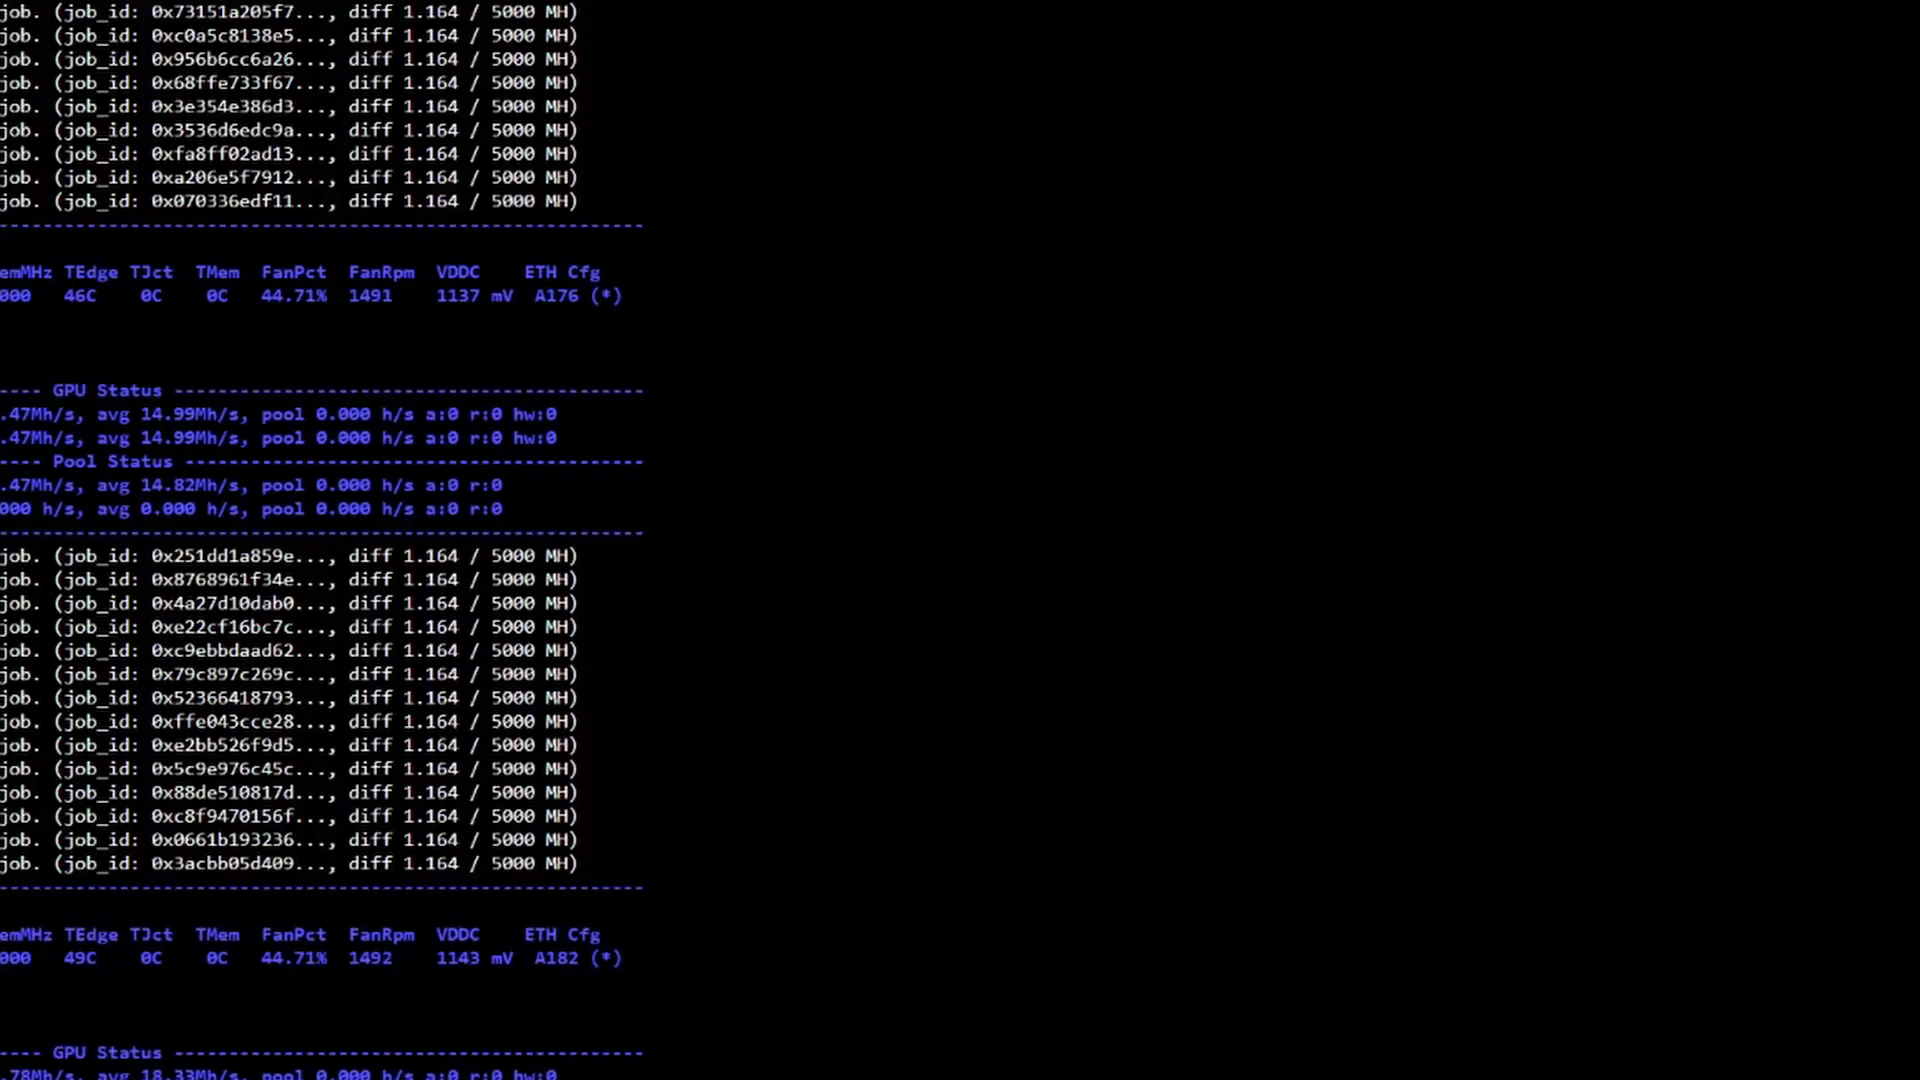 job. (job_id: 0x73151a205f7..., diff 1.164 / 5000 MH)
job. (job_id: 0xc0a5c8138e5..., diff 1.164 / 5000 MH)
job. (job_id: 0x956b6cc6a26..., diff 1.164 / 5000 MH)
job. (job_id: 0x68ffe733f67..., diff 1.164 / 5000 MH)
job. (job_id: 0x3e354e386d3..., diff 1.164 / 5000 MH)
job. (job_id: 0x3536d6edc9a..., diff 1.164 / 5000 MH)
job. (job_id: 0xfa8ff02ad13..., diff 1.164 / 5000 MH)
job. (job_id: 0xa206e5f7912..., diff 1.164 / 5000 MH)
job. (job_id: 0x070336edf11..., diff 1.164 / 5000 MH)
-----------------------------------------------------------
emMHz TEdge TJct TMem FanPct FanRpm VDDC ETH Cfg
000 46C 0C 0C 44.71% 1491 1137 mV A176 (*)
---- GPU Status -------------------------------------------
.47Mh/s, avg 14.99Mh/s, pool 0.000 h/s a:0 r:0 hw:0
.47Mh/s, avg 14.99Mh/s, pool 0.000 h/s a:0 r:0 hw:0
---- Pool Status ------------------------------------------
.47Mh/s, avg 14.82Mh/s, pool 0.000 h/s a:0 r:0
000 h/s, avg 0.000 h/s, pool 0.000 h/s a:0 r:0
-----------------------------------------------------------
job. (job_id: 0x251dd1a859e..., diff 1.164 / 5000 MH)
job. (job_id: 0x8768961f34e..., diff 1.164 / 5000 MH)
job. (job_id: 0x4a27d10dab0..., diff 1.164 / 5000 MH)
job. (job_id: 0xe22cf16bc7c..., diff 1.164 / 5000 MH)
job. (job_id: 0xc9ebbdaad62..., diff 1.164 / 5000 MH)
job. (job_id: 0x79c897c269c..., diff 1.164 / 5000 MH)
job. (job_id: 0x52366418793..., diff 1.164 / 5000 MH)
job. (job_id: 0xffe043cce28..., diff 1.164 / 5000 MH)
job. (job_id: 0xe2bb526f9d5..., diff 1.164 / 5000 MH)
job. (job_id: 0x5c9e976c45c..., diff 1.164 / 5000 MH)
job. (job_id: 0x88de510817d..., diff 1.164 / 5000 MH)
job. (job_id: 0xc8f9470156f..., diff 1.164 / 5000 MH)
job. (job_id: 0x0661b193236..., diff 1.164 / 5000 MH)
job. (job_id: 0x3acbb05d409..., diff 1.164 / 5000 MH)
-----------------------------------------------------------
emMHz TEdge TJct TMem FanPct FanRpm VDDC ETH Cfg
000 49C 0C 0C 44.71% 1492 1143 mV A182 (*)
---- GPU Status -------------------------------------------
.78Mh/s, avg 18.33Mh/s, pool 0.000 h/s a:0 r:0 hw:0